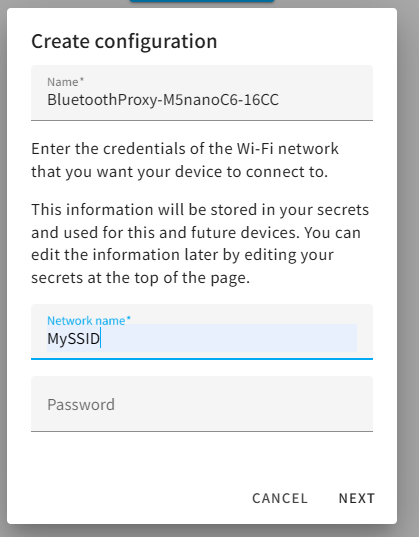 Create configuration
Name*
BluetoothProxy-M5nanoC6-16CC
Enter the credentials of the Wi-Fi network
that you want your device to connect to.
This information will be stored in your secrets
and used for this and future devices. You can
edit the information later by editing your
secrets at the top of the page.
Network name*
MySSID
Password
CANCEL NEXT